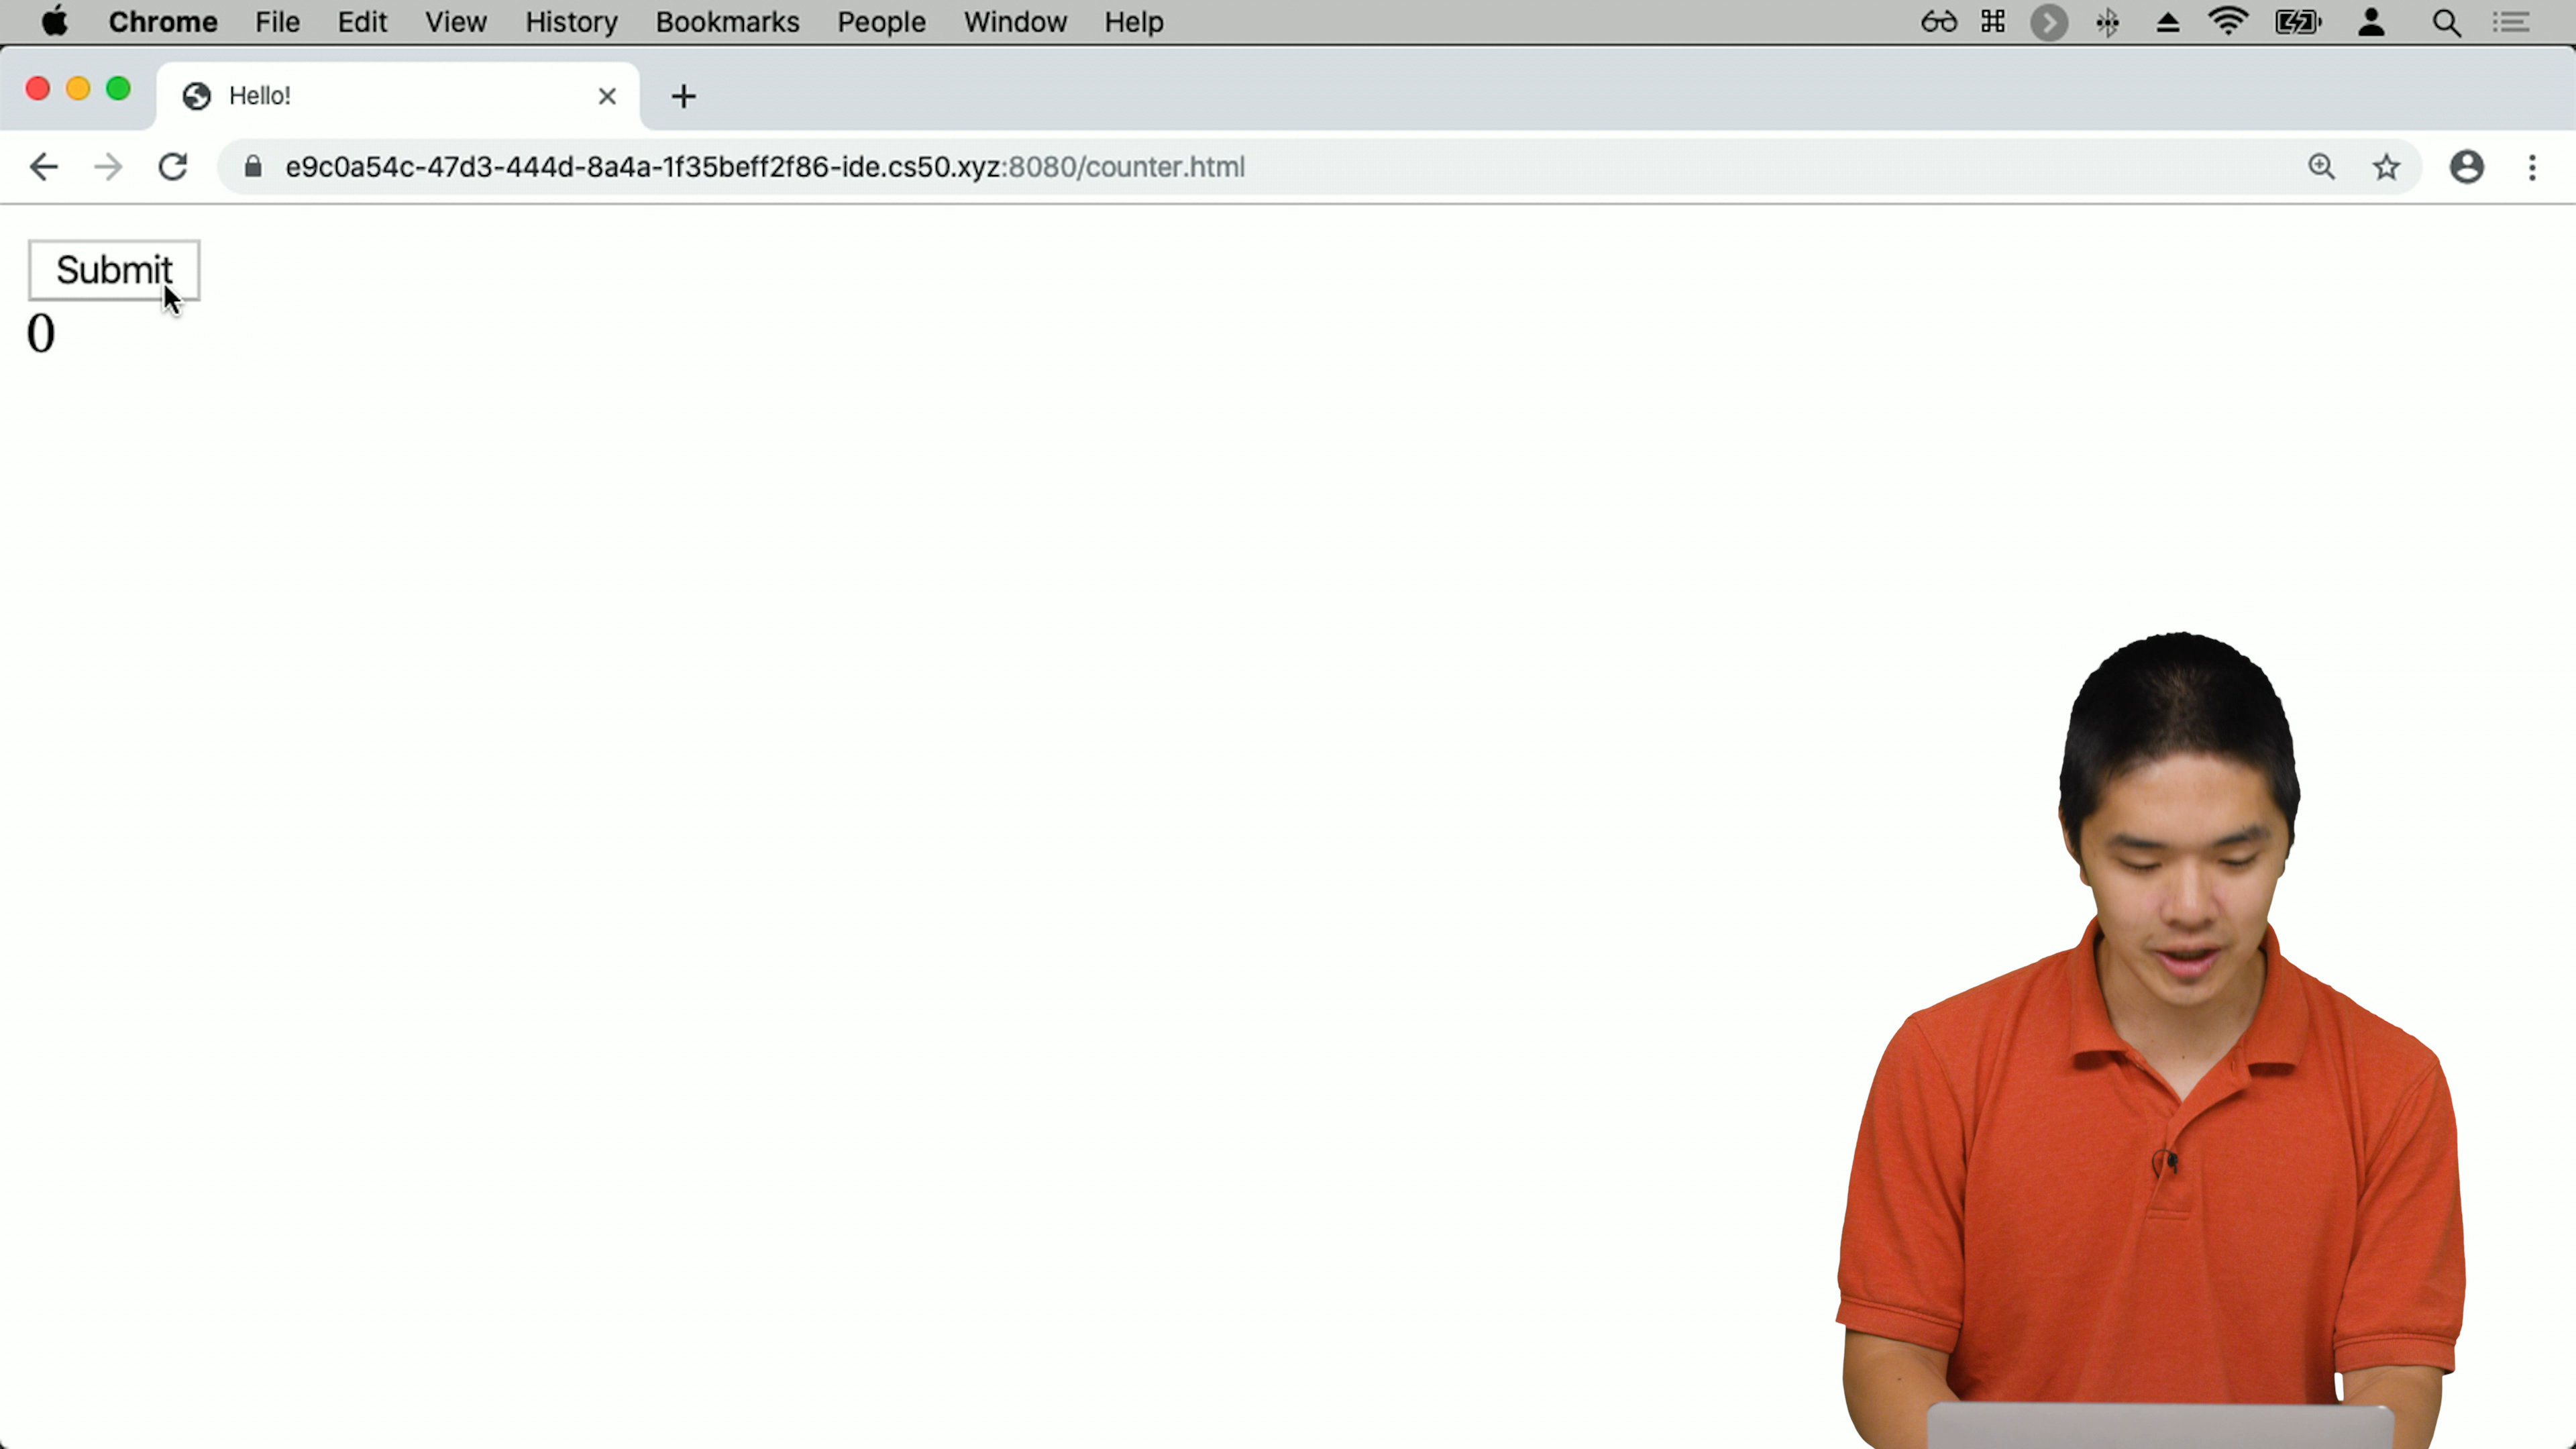 Chrome File Edit View History Bookmarks People Window Help
Hello!
e9c0a54c-47d3-444d-8a4a-1f35beff2f86-ide.cs50.xyz:8080/counter.html
Submit
0